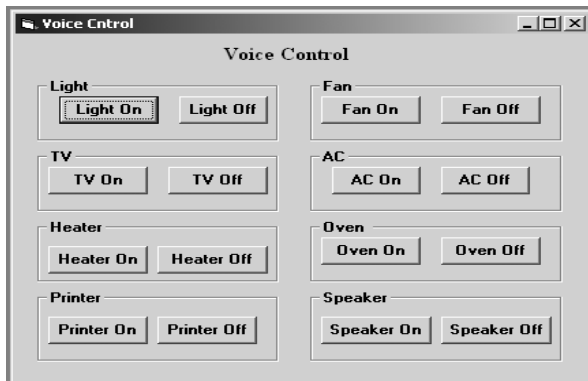 Voice Cntrol
Voice Control
Light
Light On Light Off
Fan
Fan On Fan Off
TV
TV On TV Off
AC
AC On AC Off
Heater
Heater On Heater Off
Oven
Oven On Oven Off
Printer
Printer On Printer Off
Speaker
Speaker On Speaker Off